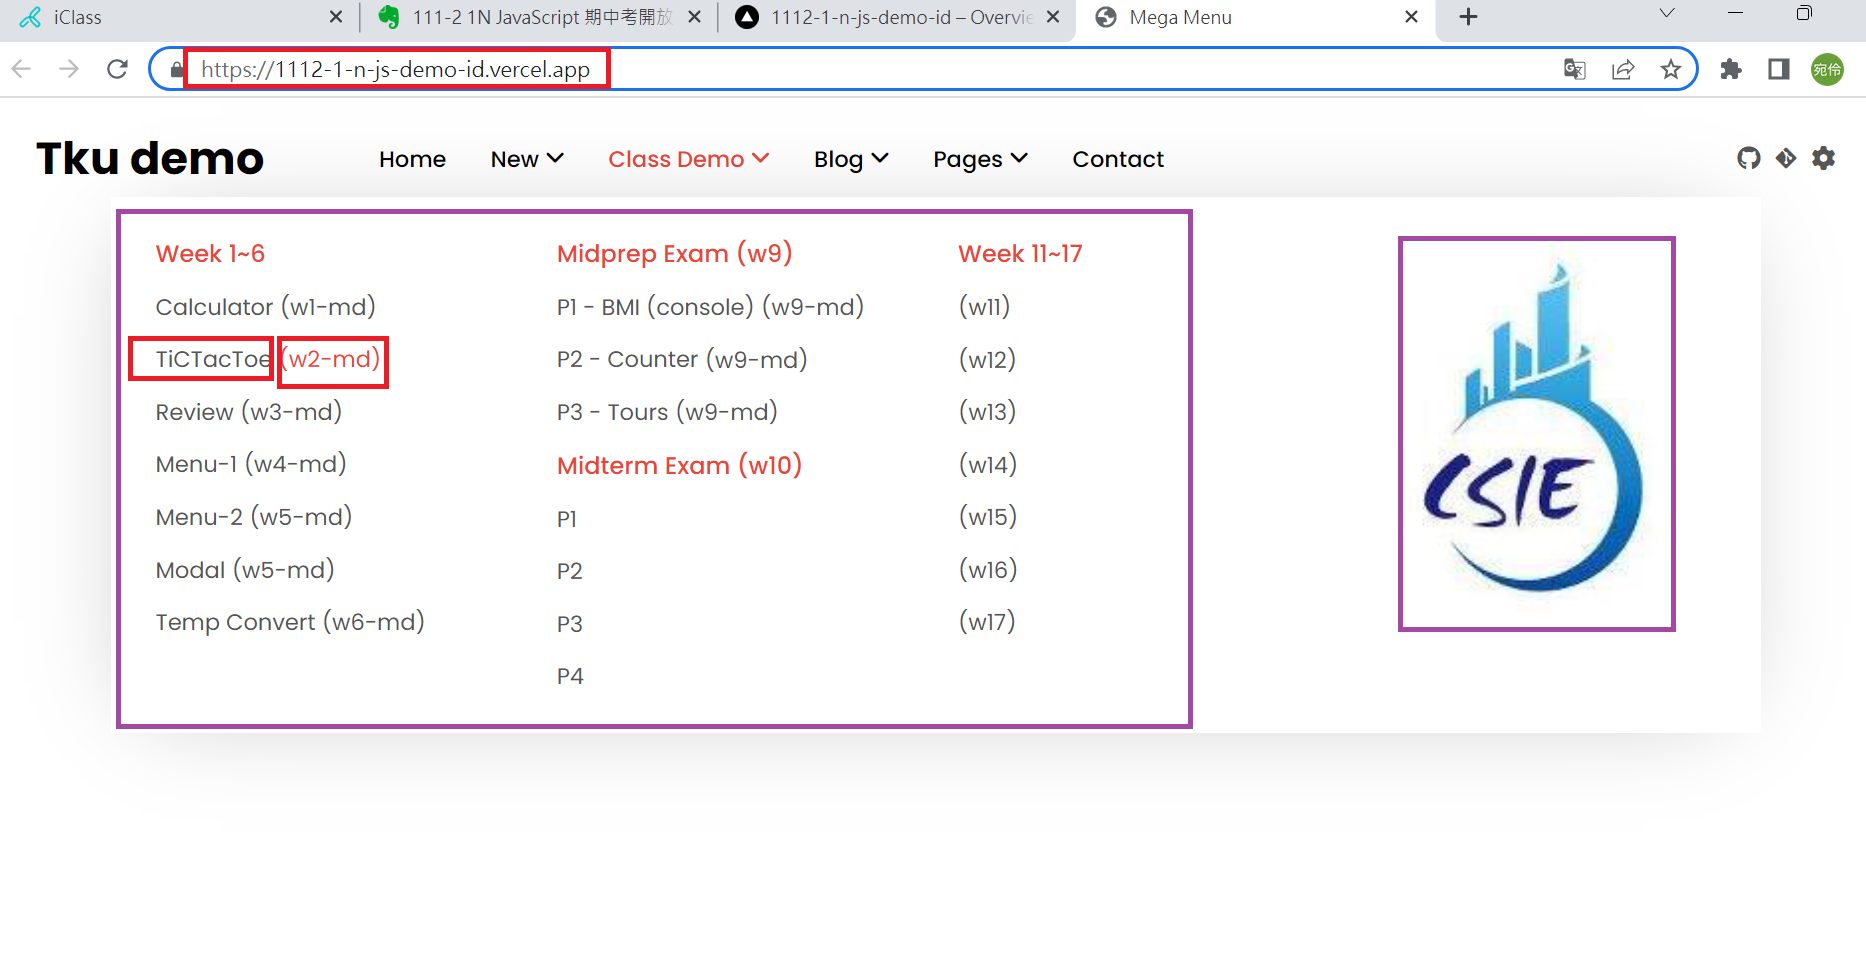 iClass
111-2 1N JavaScript 期中考開放
1112-1-n-js-demo-id – Overvie
Mega Menu
https://1112-1-n-js-demo-id.vercel.app
宛伶
Tku demo
Home
New
Class Demo
Blog
Pages
Contact
Week 1~6
Calculator (w1-md)
TiCTacToe (w2-md)
Review (w3-md)
Menu-1 (w4-md)
Menu-2 (w5-md)
Modal (w5-md)
Temp Convert (w6-md)
Midprep Exam (w9)
P1 - BMI (console) (w9-md)
P2 - Counter (w9-md)
P3 - Tours (w9-md)
Midterm Exam (w10)
P1
P2
P3
P4
Week 11~17
(w11)
(w12)
(w13)
(w14)
(w15)
(w16)
(w17)
CSIE